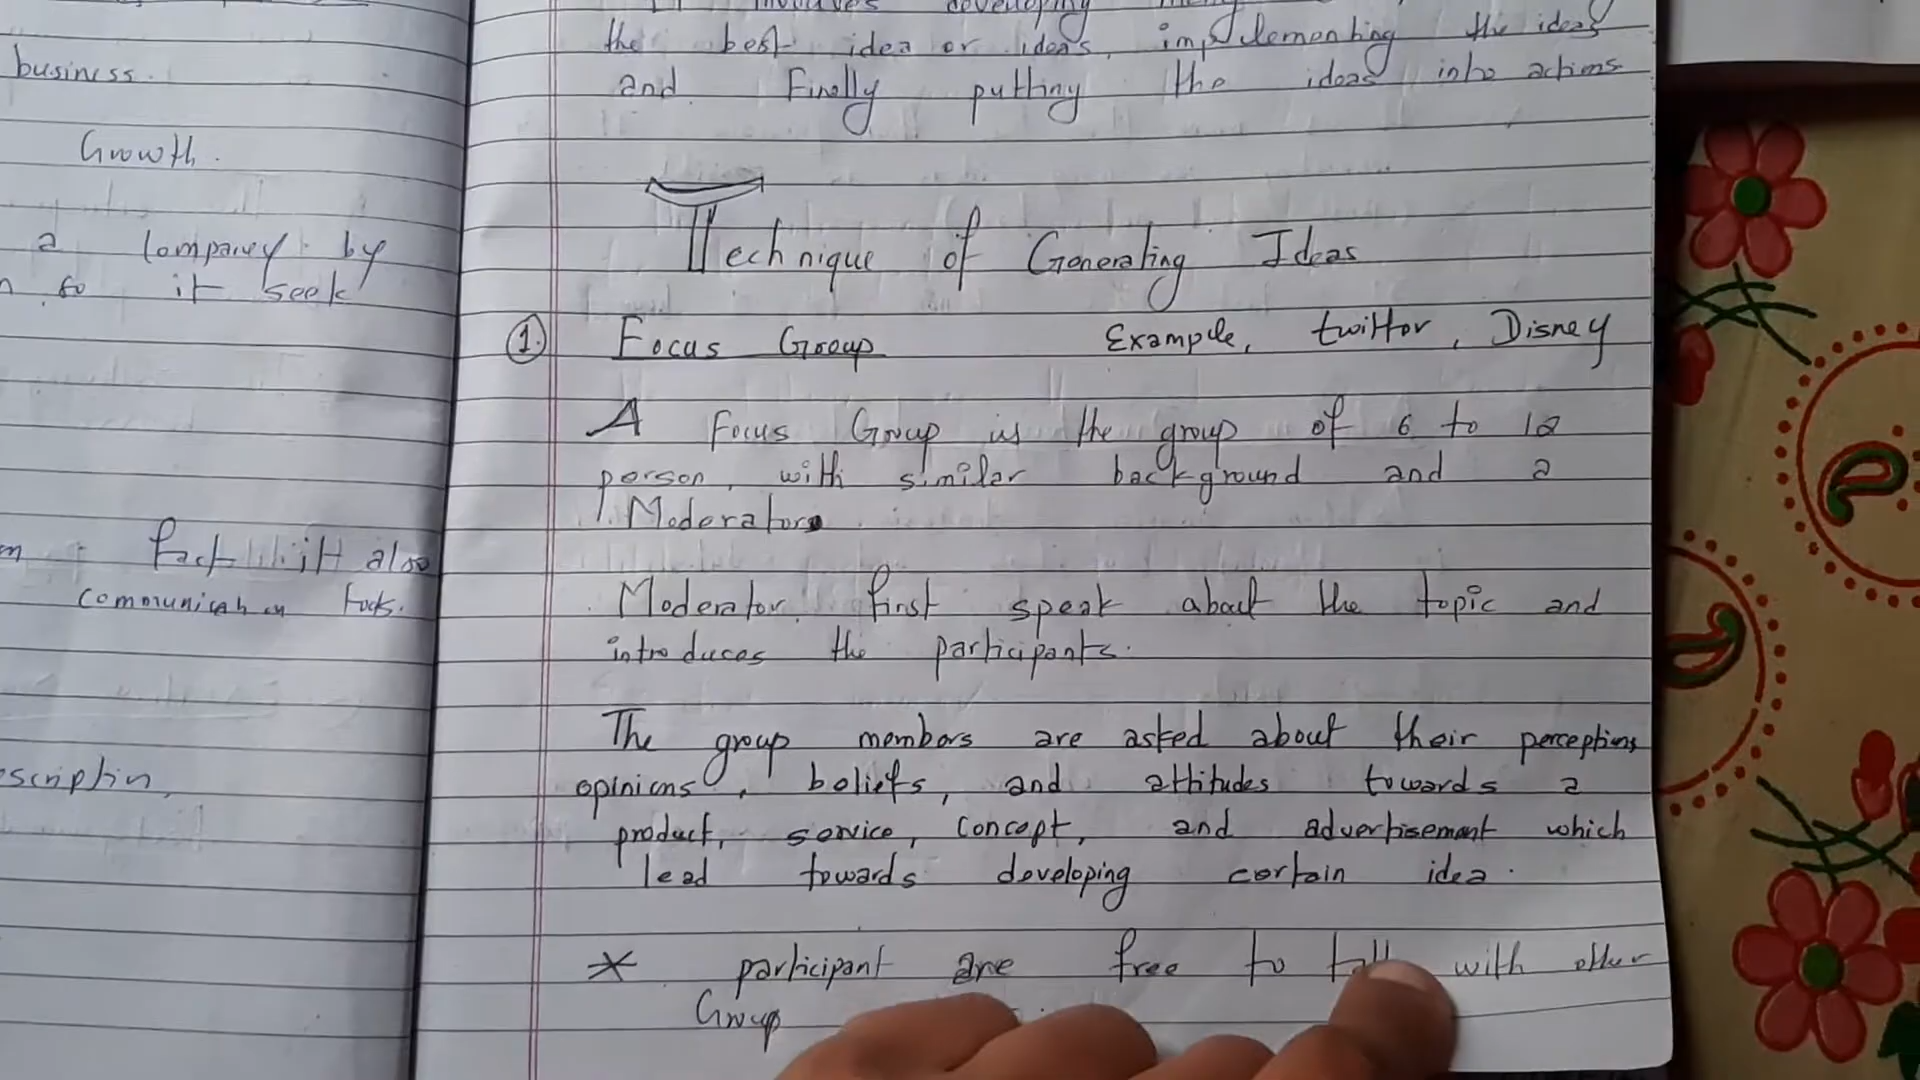 business.
Growth.
a company by
so it seek
fact it also
communication tools.
scription,
the best idea or ideas, implementing the ideas
and Finally putting the ideas into actions
Technique of Generating Ideas
1. Focus Group Example, twitter, Disney
A Focus Group is the group of 6 to 12
person, with similar background and a
Moderators
Moderator first speak about the topic and
introduces the participants.
The group members are asked about their perceptions
opinions, beliefs, and attitudes towards a
product, service, concept, and advertisement which
lead towards developing certain idea.
* participant are free to with other
Group